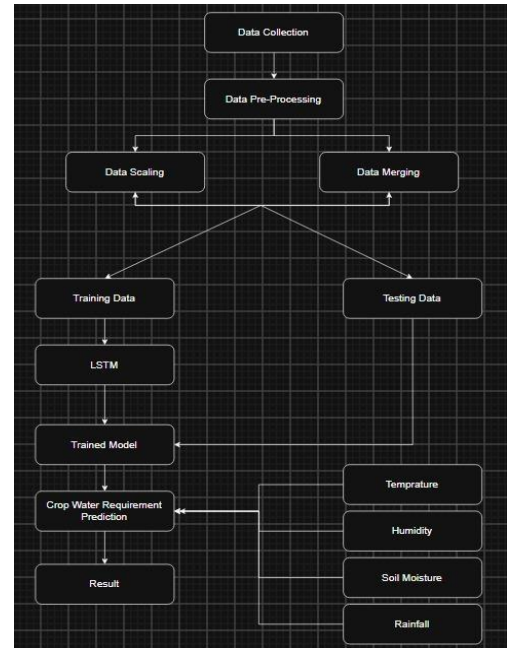 Data Collection
Data Pre-Processing
Data Scaling
Data Merging
Training Data
Testing Data
LSTM
Trained Model
Temprature
Crop Water Requirement
Prediction
Humidity
Soil Moisture
Result
Rainfall